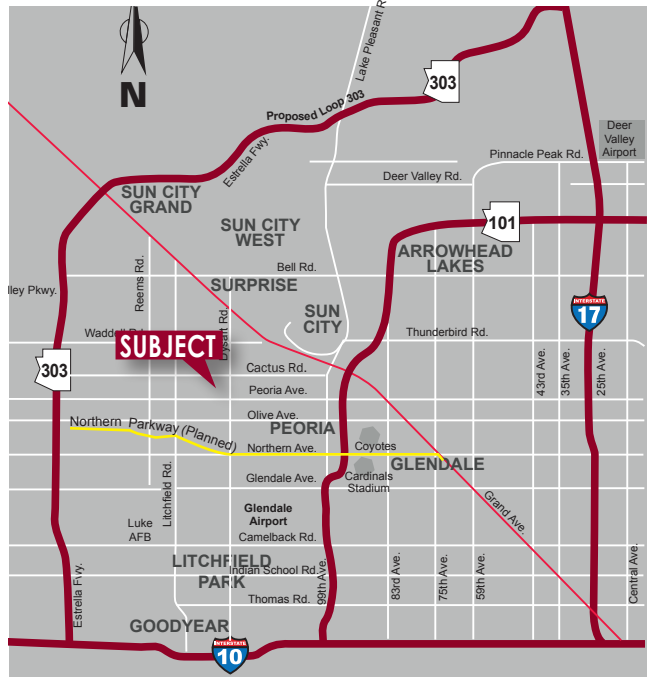 N
Lake Pleasant R
303
Proposed Loop 303
Deer
Valley
Airport
Estrella Fwy.
Pinnacle Peak Rd.
Deer Valley Rd.
SUN CITY
GRAND
SUN CITY
WEST
101
ARROWHEAD
LAKES
Bell Rd.
Reems Rd.
lley Pkwy.
SURPRISE
SUN
CITY
INTERSTATE
17
Dysart Rd.
Thunderbird Rd.
SUBJECT
303
Cactus Rd.
43rd Ave.
35th Ave.
25th Ave.
Peoria Ave.
Olive Ave.
Northern Parkway (Planned)
PEORIA
Northern Ave.
Coyotes
GLENDALE
Litchfield Rd.
Glendale Ave.
Cardinals
Stadium
Grand Ave.
Glendale
Airport
Luke
AFB
Camelback Rd.
LITCHFIELD
PARK
Indian School Rd.
Estrella Fwy.
99th Ave.
83rd Ave.
75th Ave.
59th Ave.
Central Ave.
Thomas Rd.
GOODYEAR
INTERSTATE
10